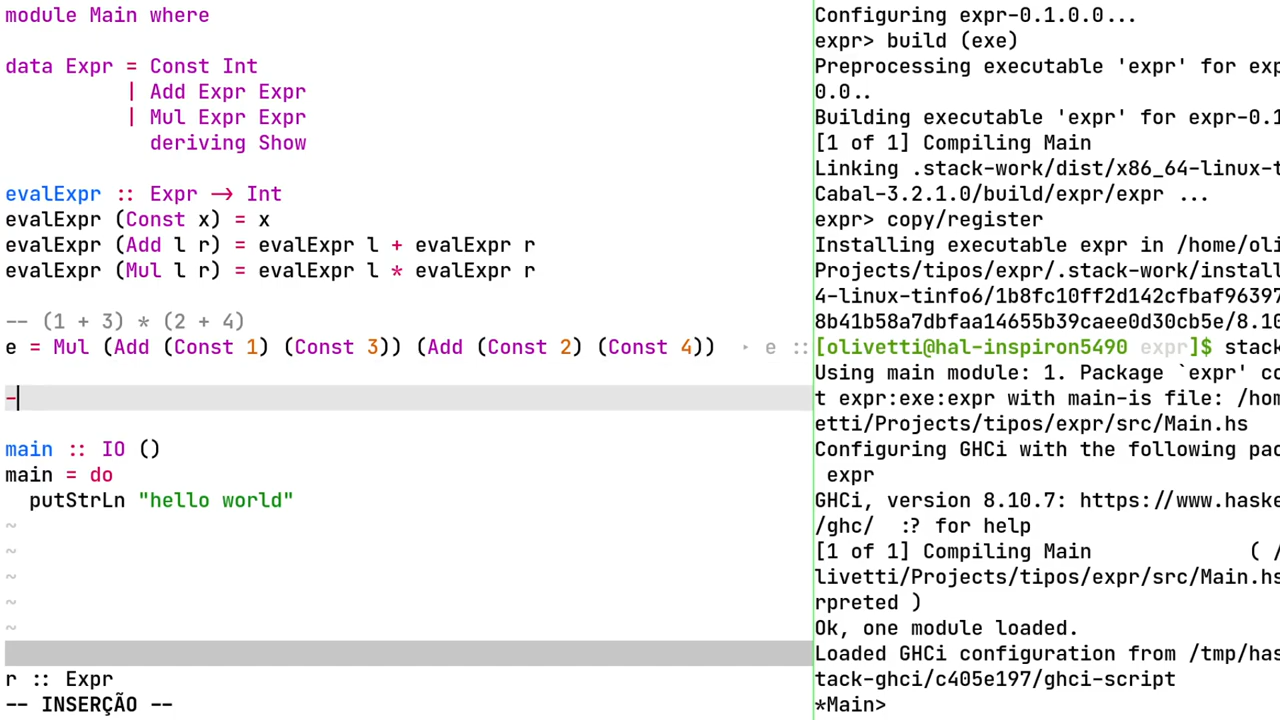 module Main where
data Expr = Const Int
| Add Expr Expr
| Mul Expr Expr
deriving Show
evalExpr :: Expr -> Int
evalExpr (Const x) = x
evalExpr (Add l r) = evalExpr l + evalExpr r
evalExpr (Mul l r) = evalExpr l * evalExpr r
-- (1 + 3) * (2 + 4)
e = Mul (Add (Const 1) (Const 3)) (Add (Const 2) (Const 4)) ‣ e ::
-
main :: IO ()
main = do
putStrLn "hello world"
~
~
~
~
~
r :: Expr
-- INSERÇÃO --
Configuring expr-0.1.0.0...
expr> build (exe)
Preprocessing executable 'expr' for exp
0.0..
Building executable 'expr' for expr-0.1
[1 of 1] Compiling Main
Linking .stack-work/dist/x86_64-linux-t
Cabal-3.2.1.0/build/expr/expr ...
expr> copy/register
Installing executable expr in /home/oli
Projects/tipos/expr/.stack-work/install
4-linux-tinfo6/1b8fc10ff2d142cfbaf96397
8b41b58a7dbfaa14655b39caee0d30cb5e/8.10
[olivetti@hal-inspiron5490 expr]$ stack
Using main module: 1. Package `expr' co
t expr:exe:expr with main-is file: /hom
etti/Projects/tipos/expr/src/Main.hs
Configuring GHCi with the following pac
expr
GHCi, version 8.10.7: https://www.haske
/ghc/  :? for help
[1 of 1] Compiling Main ( /
livetti/Projects/tipos/expr/src/Main.hs
rpreted )
Ok, one module loaded.
Loaded GHCi configuration from /tmp/has
tack-ghci/c405e197/ghci-script
*Main>